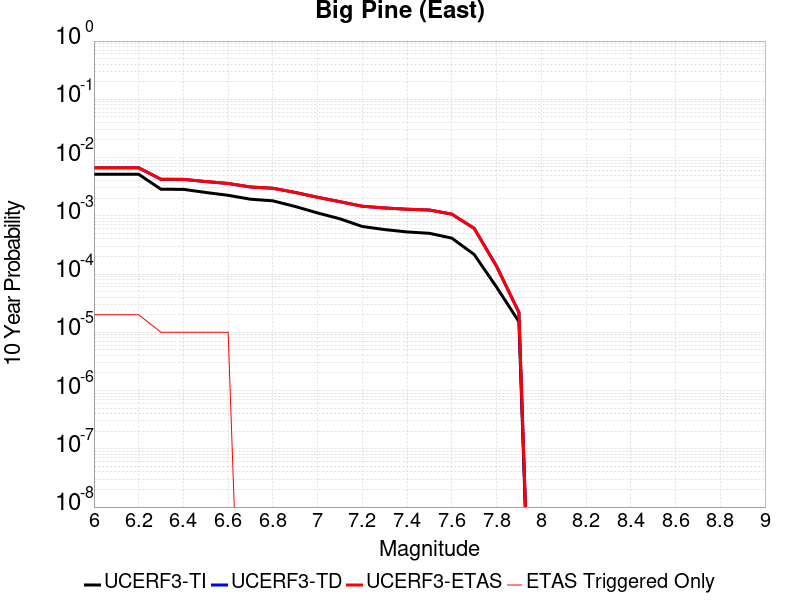 Big Pine (East)
10 0
10 -1
10 -2
10 -3
10 -4
10 -5
10 -6
10 -7
10 -8
10 Year Probability
6 6.2 6.4 6.6 6.8 7 7.2 7.4 7.6 7.8 8 8.2 8.4 8.6 8.8 9
Magnitude
UCERF3-TI UCERF3-TD UCERF3-ETAS ETAS Triggered Only